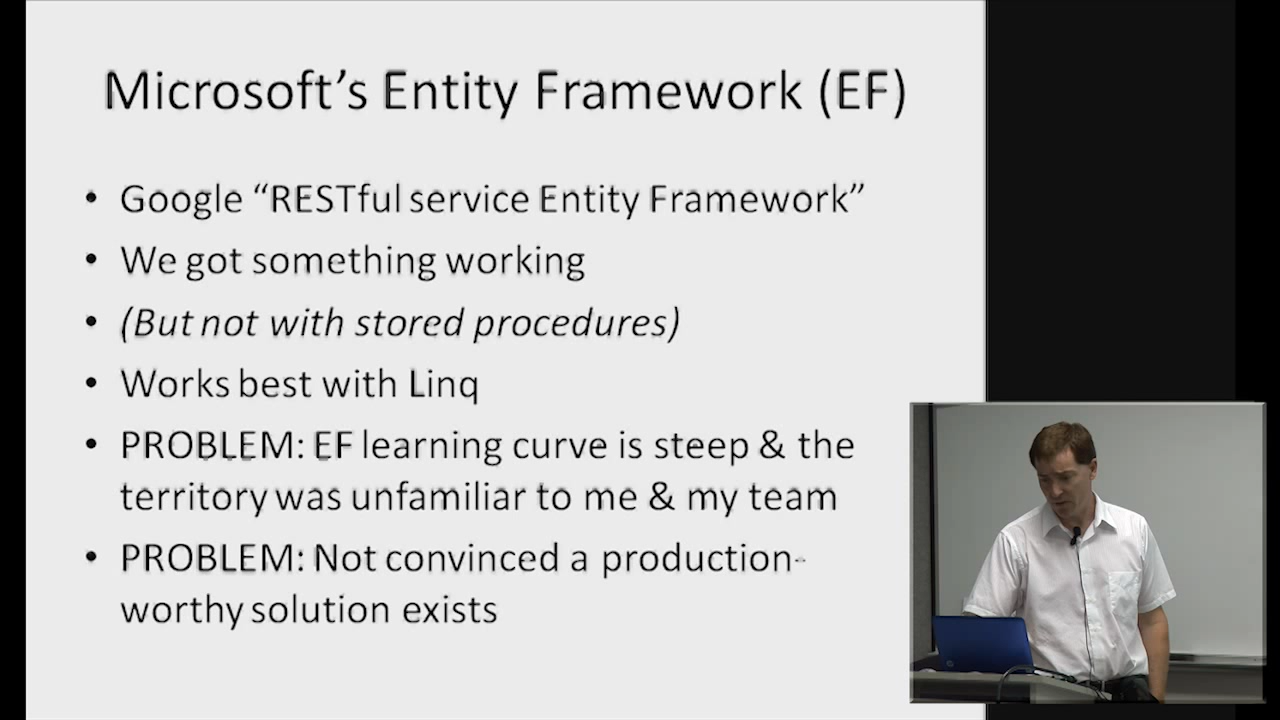 Microsoft’s Entity Framework (EF)
• Google “RESTful service Entity Framework”
• We got something working
• (But not with stored procedures)
• Works best with Linq
• PROBLEM: EF learning curve is steep & the
territory was unfamiliar to me & my team
• PROBLEM: Not convinced a production-
worthy solution exists